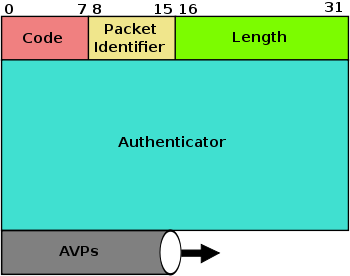 0 7 8 15 16 31
Code
Packet
Identifier
Length
Authenticator
AVPs